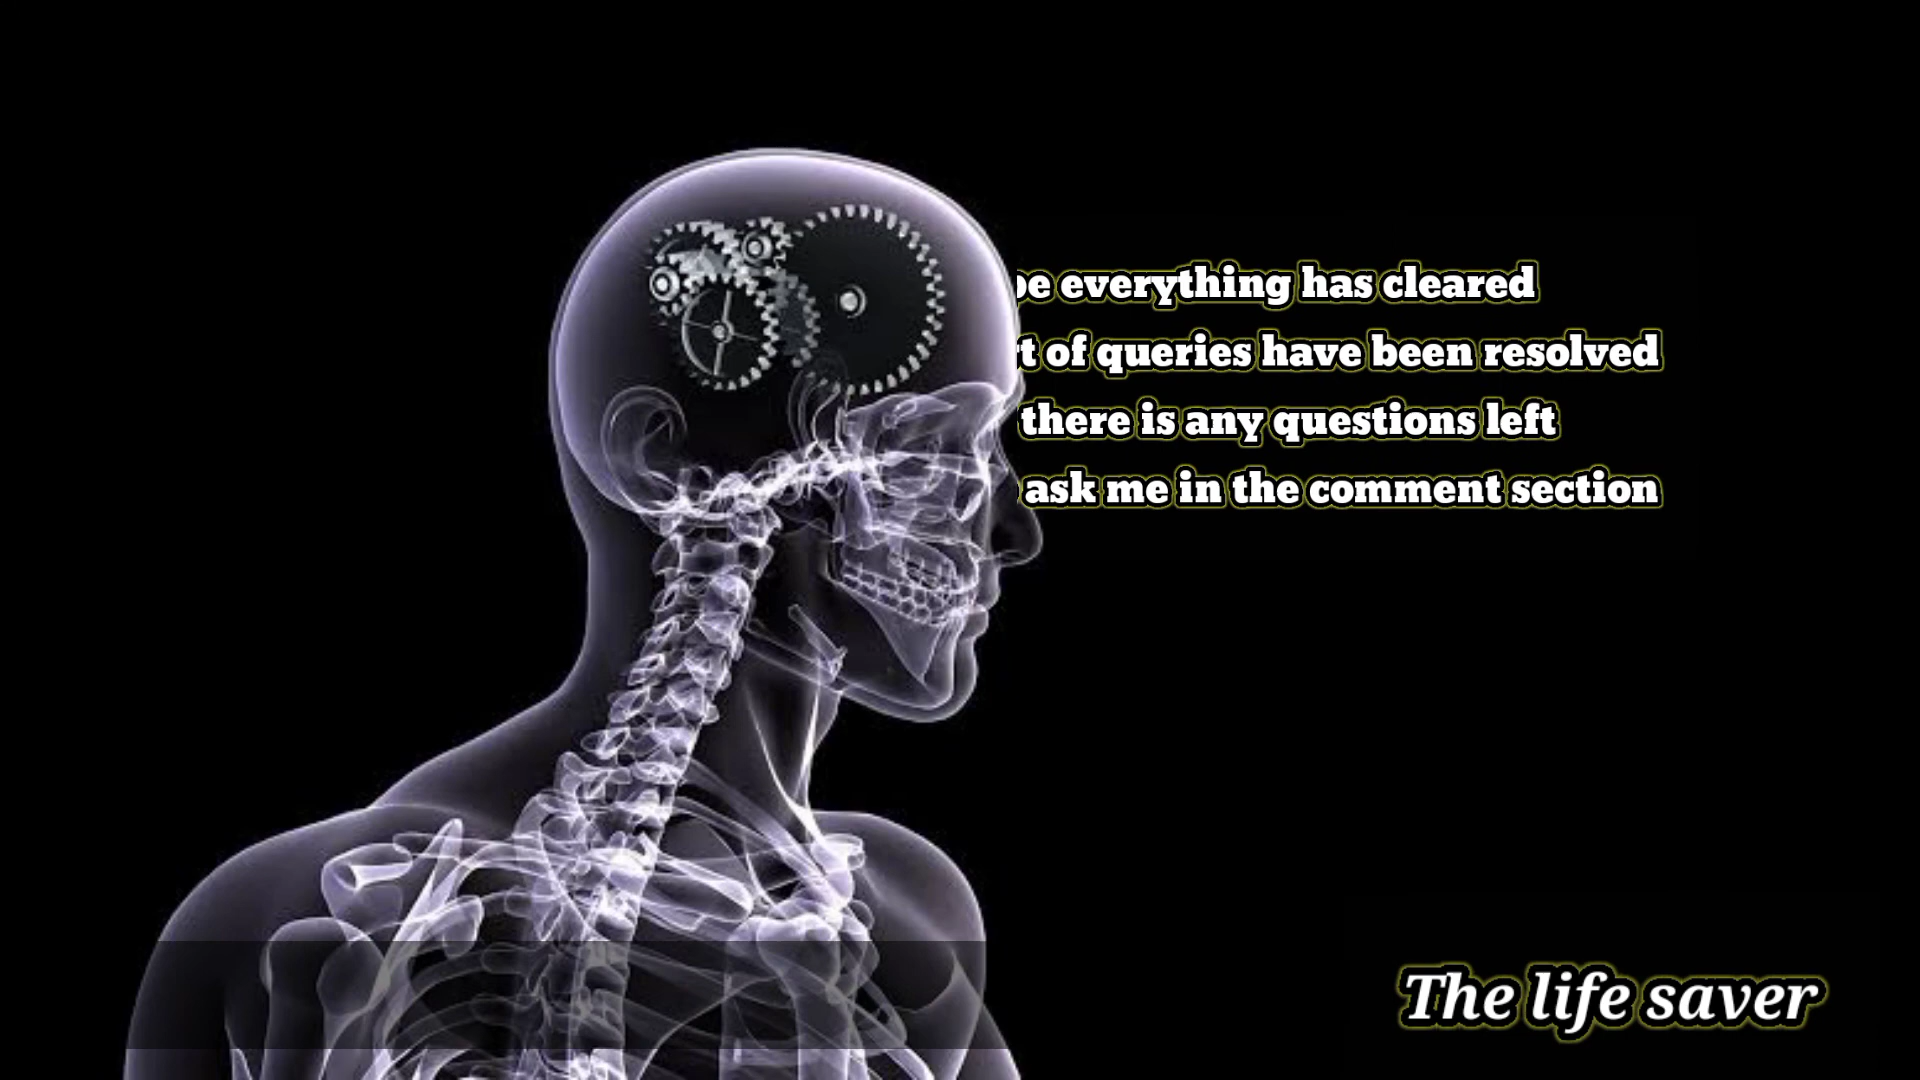 everything has cleared
of queries have been resolved
there is any questions left
ask me in the comment section
The life saver